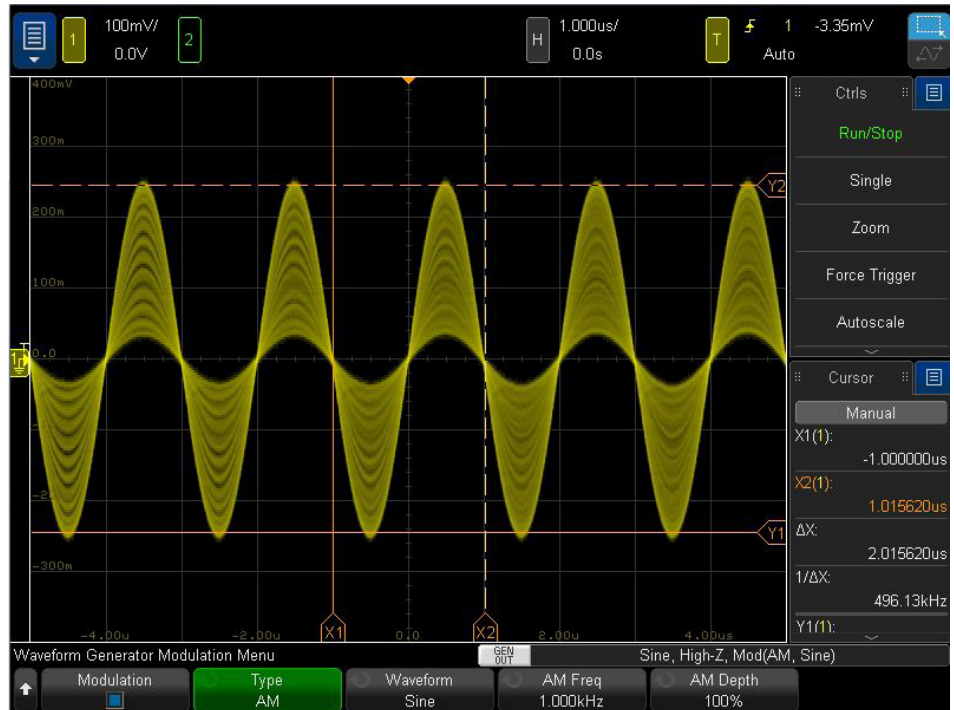 1 100mV/ 2 H 1.000us/ T 1 -3.35mV
0.0V 0.0s Auto
400mV
300m
200m
100m
0.0
-300m
-4.00u -2.00u 0.0 2.00u 4.00us
Y2
Y1
X1
X2
Ctrls
Run/Stop
Single
Zoom
Force Trigger
Autoscale
Cursor
Manual
X1(1):
-1.000000us
X2(1):
1.015620us
ΔX:
2.015620us
1/ΔX:
496.13kHz
Y1(1):
Waveform Generator Modulation Menu GEN OUT Sine, High-Z, Mod(AM, Sine)
Modulation Type Waveform AM Freq AM Depth
AM Sine 1.000kHz 100%